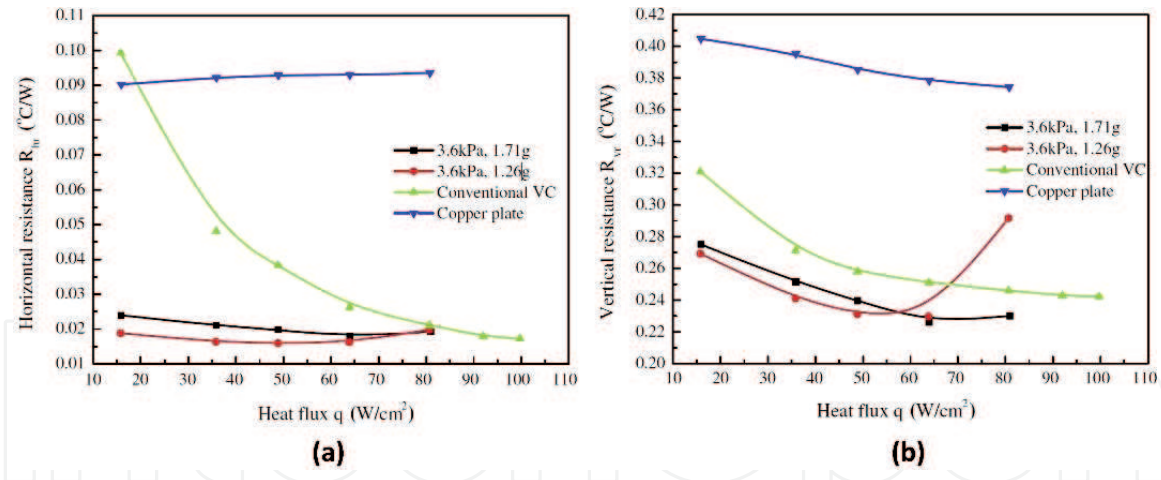 0.11
0.10
0.09
0.08
0.07
0.06
0.05
0.04
0.03
0.02
0.01
Horizontal resistance R_hr (°C/W)
3.6kPa, 1.71g
3.6kPa, 1.26g
Conventional VC
Copper plate
10 20 30 40 50 60 70 80 90 100 110
Heat flux q (W/cm²)
(a)
0.42
0.40
0.38
0.36
0.34
0.32
0.30
0.28
0.26
0.24
0.22
0.20
Vertical resistance R_vr (°C/W)
3.6kPa, 1.71g
3.6kPa, 1.26g
Conventional VC
Copper plate
10 20 30 40 50 60 70 80 90 100 110
Heat flux q (W/cm²)
(b)